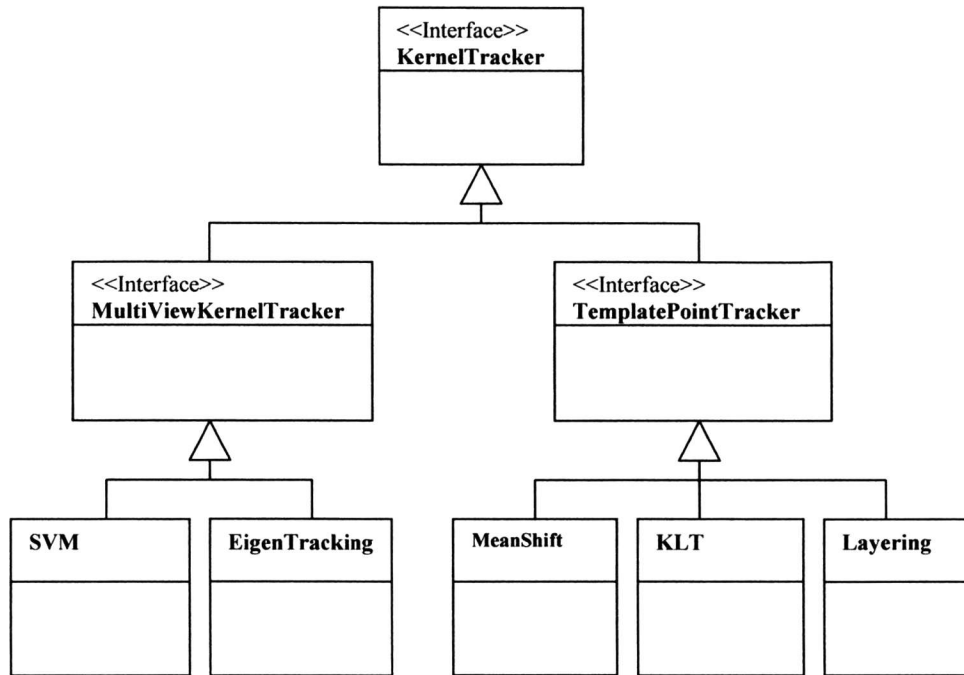 <<Interface>>
KernelTracker
<<Interface>>
MultiViewKernelTracker
<<Interface>>
TemplatePointTracker
SVM
EigenTracking
MeanShift
KLT
Layering